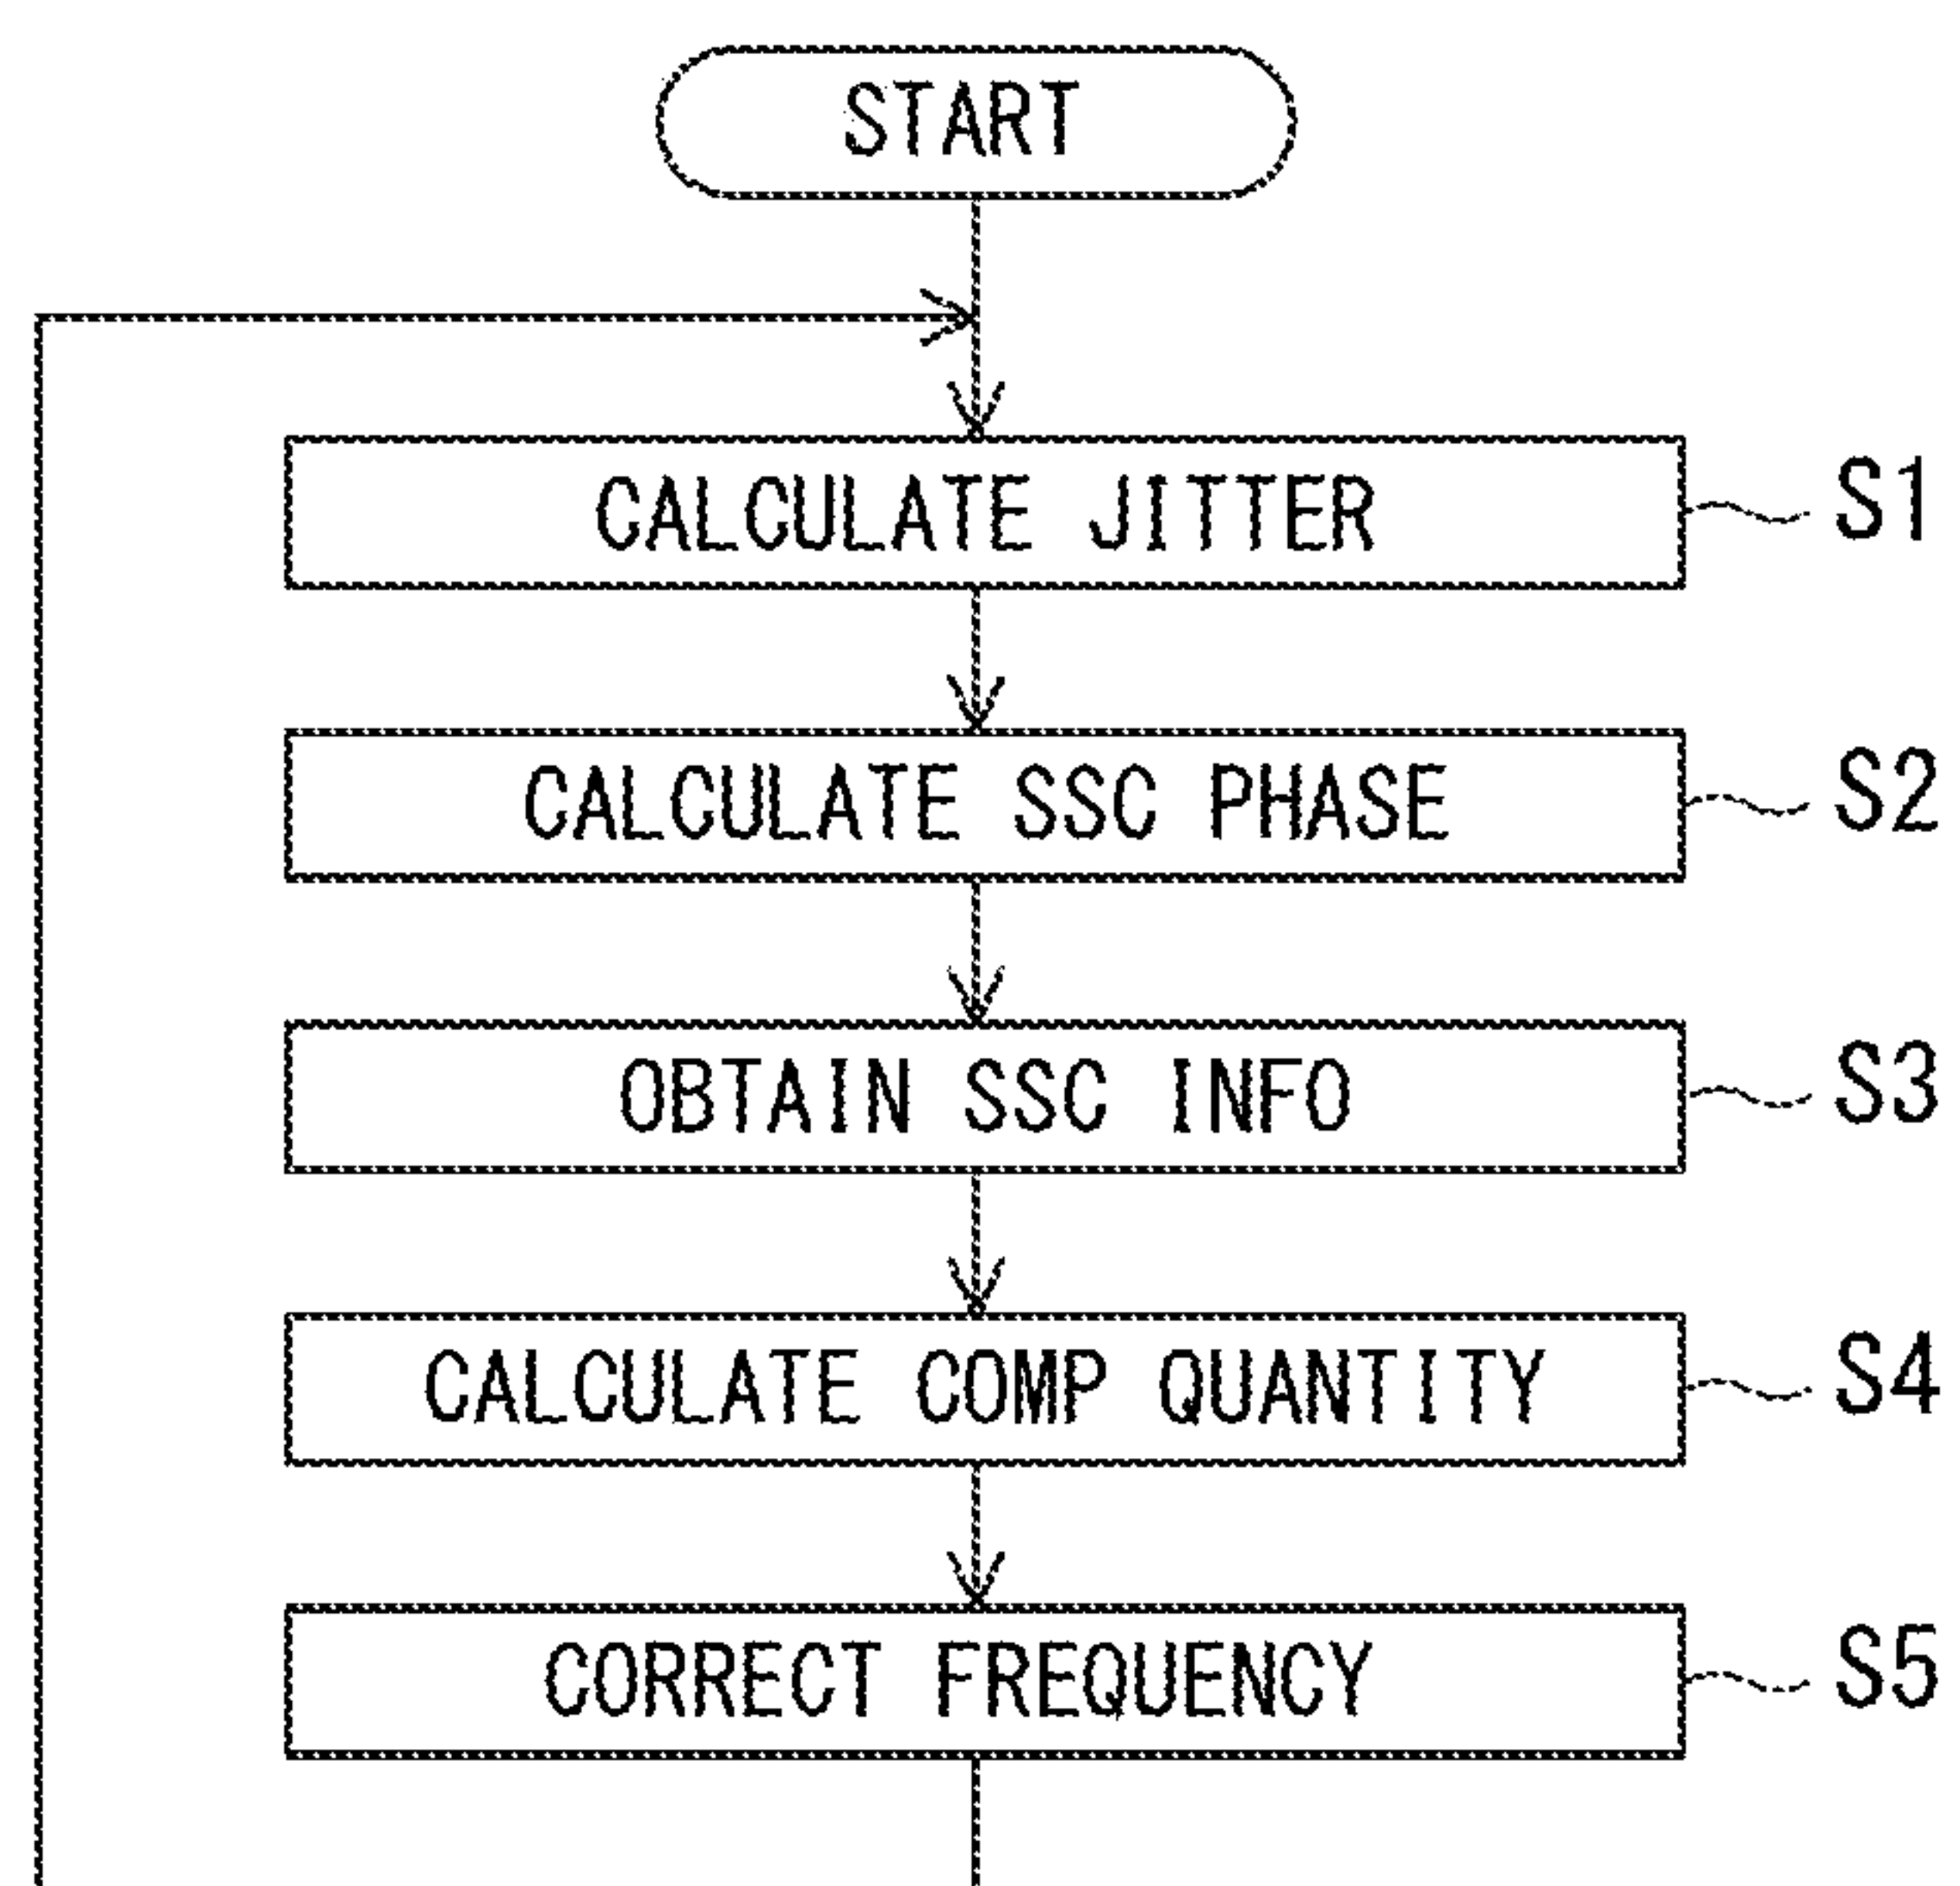 START
CALCULATE JITTER S1
CALCULATE SSC PHASE S2
OBTAIN SSC INFO S3
CALCULATE COMP QUANTITY S4
CORRECT FREQUENCY S5